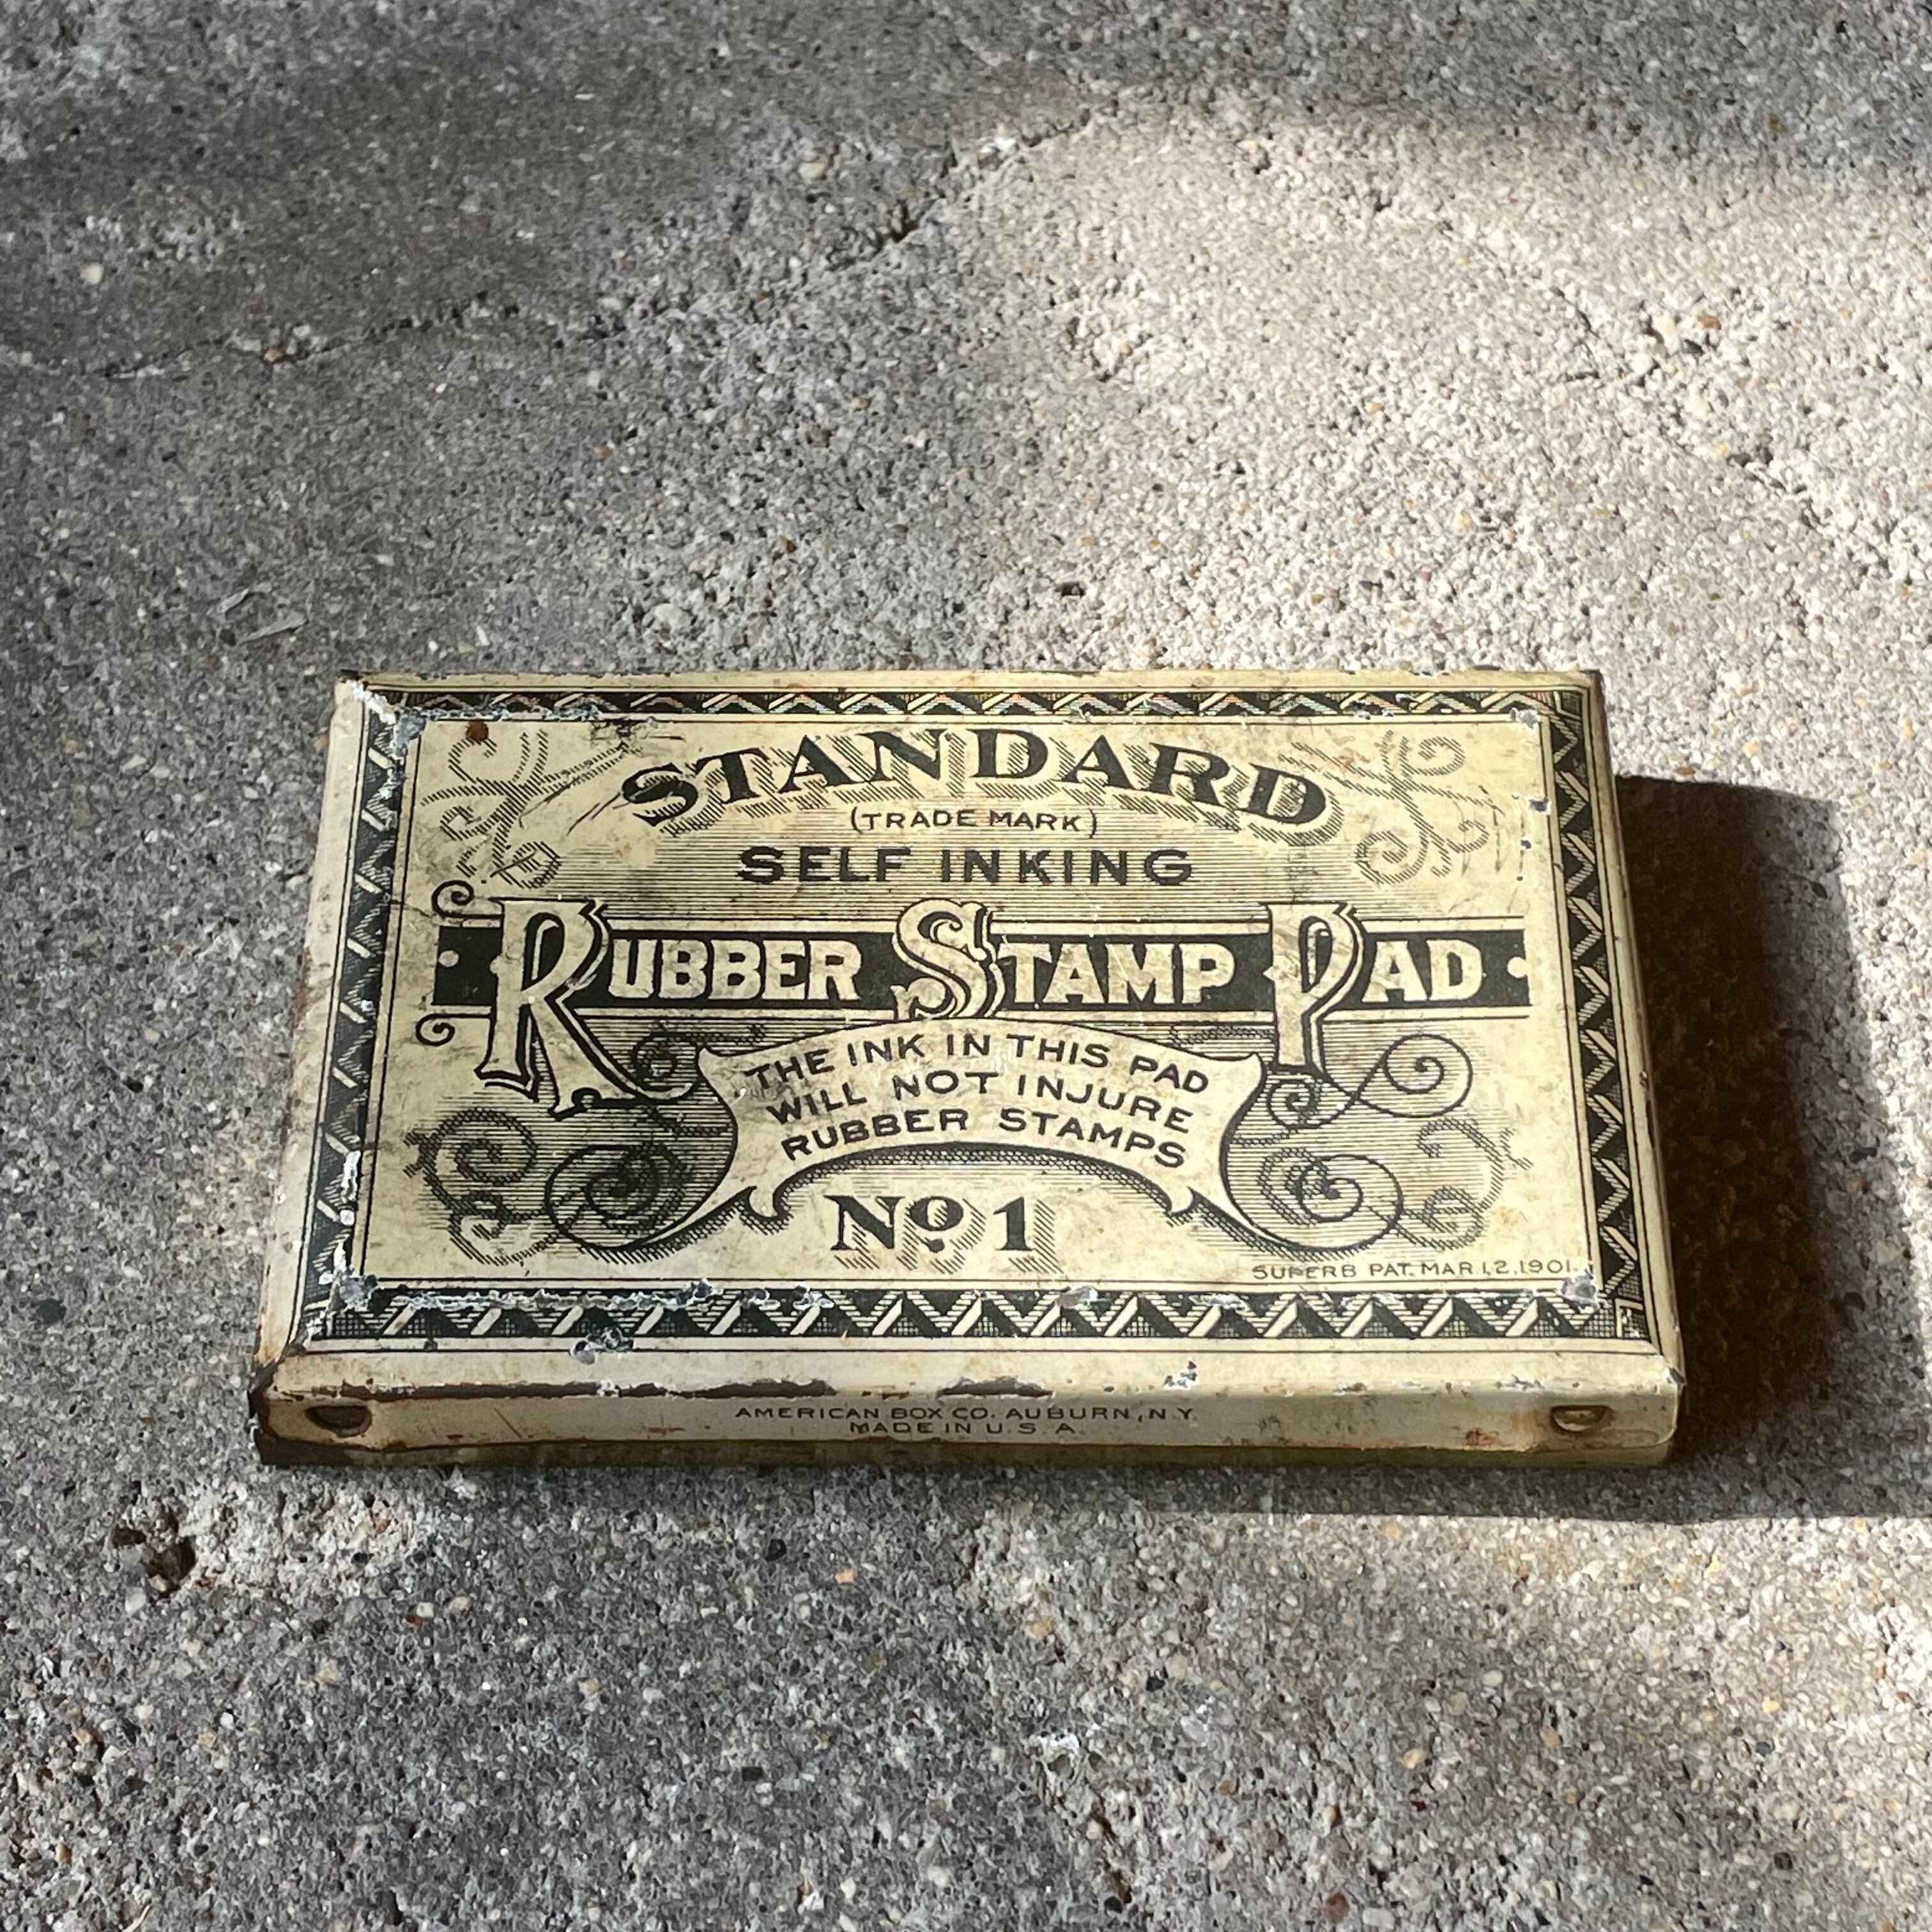 STANDARD
(TRADE MARK)
SELF INKING
RUBBER STAMP PAD
THE INK IN THIS PAD
WILL NOT INJURE
RUBBER STAMPS
No 1
SUPERB PAT. MAR 12, 1901.
AMERICAN BOX CO. AUBURN, N.Y.
MADE IN U.S.A.